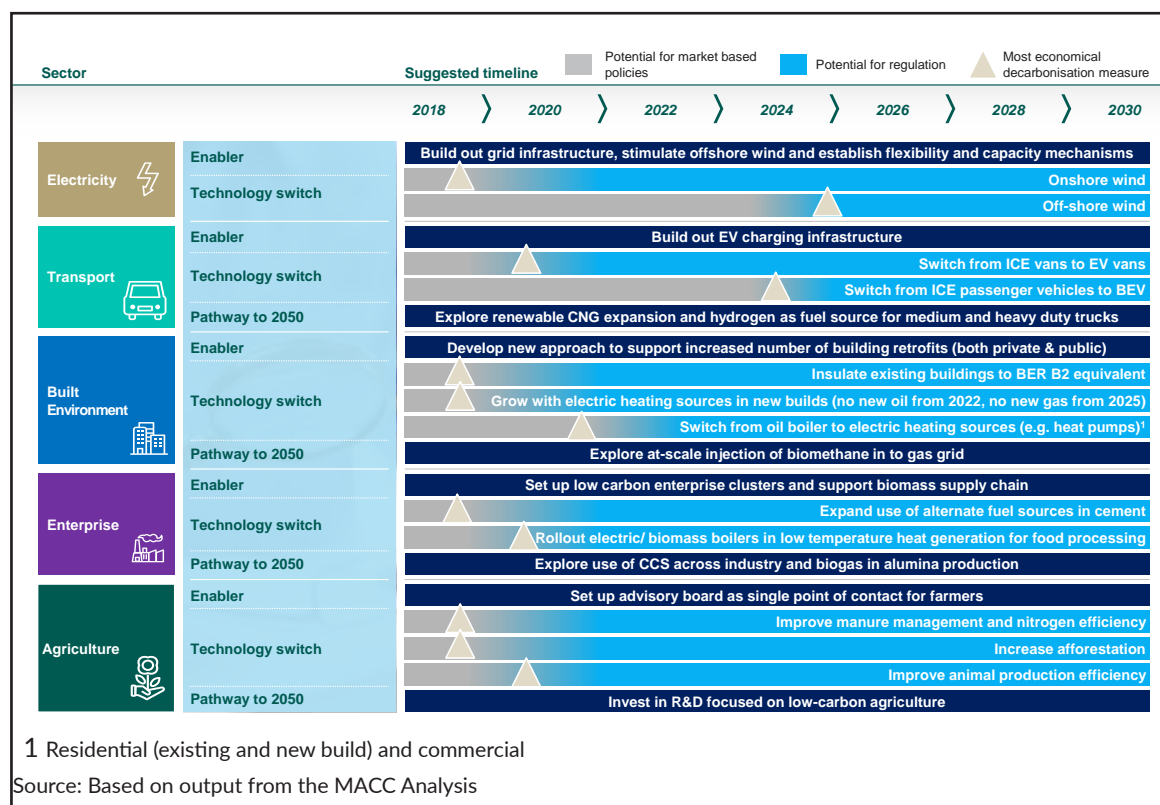 Sector
Suggested timeline
Potential for market based
policies
Potential for regulation
Most economical
decarbonisation measure
2018 2020 2022 2024 2026 2028 2030
Electricity
Enabler
Build out grid infrastructure, stimulate offshore wind and establish flexibility and capacity mechanisms
Technology switch
Onshore wind
Off-shore wind
Transport
Enabler
Build out EV charging infrastructure
Technology switch
Switch from ICE vans to EV vans
Switch from ICE passenger vehicles to BEV
Pathway to 2050
Explore renewable CNG expansion and hydrogen as fuel source for medium and heavy duty trucks
Built
Environment
Enabler
Develop new approach to support increased number of building retrofits (both private & public)
Technology switch
Insulate existing buildings to BER B2 equivalent
Grow with electric heating sources in new builds (no new oil from 2022, no new gas from 2025)
Switch from oil boiler to electric heating sources (e.g. heat pumps)¹
Pathway to 2050
Explore at-scale injection of biomethane in to gas grid
Enterprise
Enabler
Set up low carbon enterprise clusters and support biomass supply chain
Technology switch
Expand use of alternate fuel sources in cement
Rollout electric/ biomass boilers in low temperature heat generation for food processing
Pathway to 2050
Explore use of CCS across industry and biogas in alumina production
Agriculture
Enabler
Set up advisory board as single point of contact for farmers
Technology switch
Improve manure management and nitrogen efficiency
Increase afforestation
Improve animal production efficiency
Pathway to 2050
Invest in R&D focused on low-carbon agriculture
1 Residential (existing and new build) and commercial
Source: Based on output from the MACC Analysis